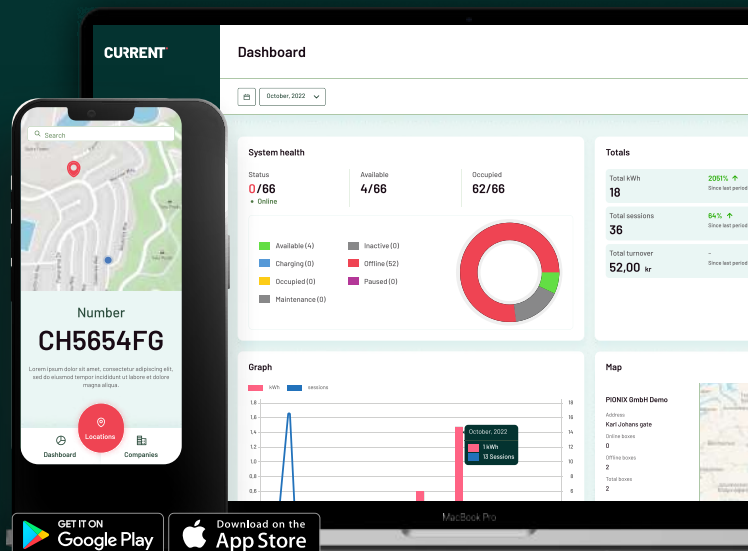 CURRENT
Dashboard
October, 2022
System health
Status
0/66
Online
Available
4/66
Occupied
62/66
Available (4)
Charging (0)
Occupied (0)
Maintenance (0)
Inactive (0)
Offline (52)
Paused (0)
Totals
Total kWh
18
2051% ↑
Since last period
Total sessions
36
64% ↑
Since last period
Total turnover
52,00 kr
-
Since last period
Graph
kWh
sessions
1,8
1,6
1,4
1,2
1,0
0,8
0,6
18
16
14
12
10
8
6
October, 2022
1 kWh
13 Sessions
Map
PIONIX GmbH Demo
Address
Karl Johans gate
Online boxes
0
Offline boxes
2
Total boxes
2
MacBook Pro
Search
Number
CH5654FG
Lorem ipsum dolor sit amet, consectetur adipiscing elit,
sed do eiusmod tempor incididunt ut labore et dolore
magna aliqua.
Dashboard
Locations
Companies
GET IT ON
Google Play
Download on the
App Store